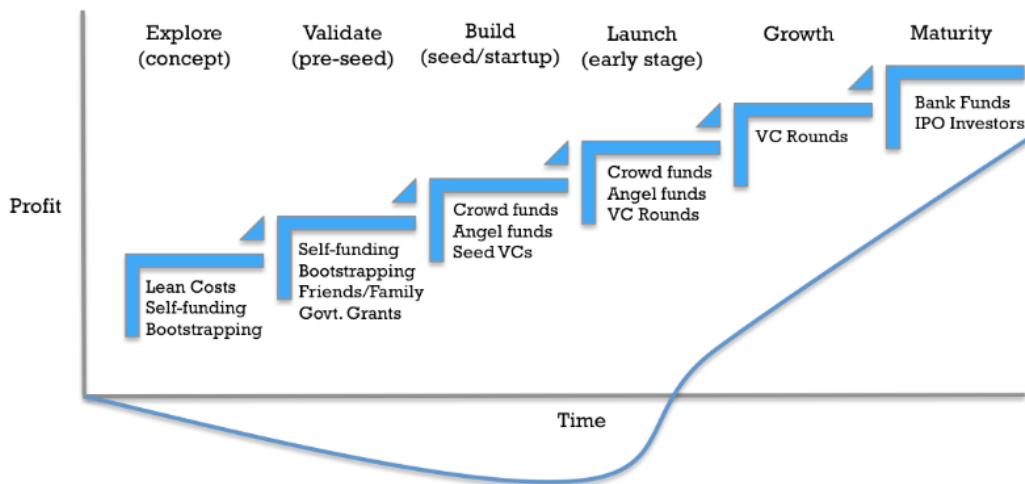 Explore
(concept)
Validate
(pre-seed)
Build
(seed/startup)
Launch
(early stage)
Growth
Maturity
Profit
Lean Costs
Self-funding
Bootstrapping
Self-funding
Bootstrapping
Friends/Family
Govt. Grants
Crowd funds
Angel funds
Seed VCs
Crowd funds
Angel funds
VC Rounds
VC Rounds
Bank Funds
IPO Investors
Time